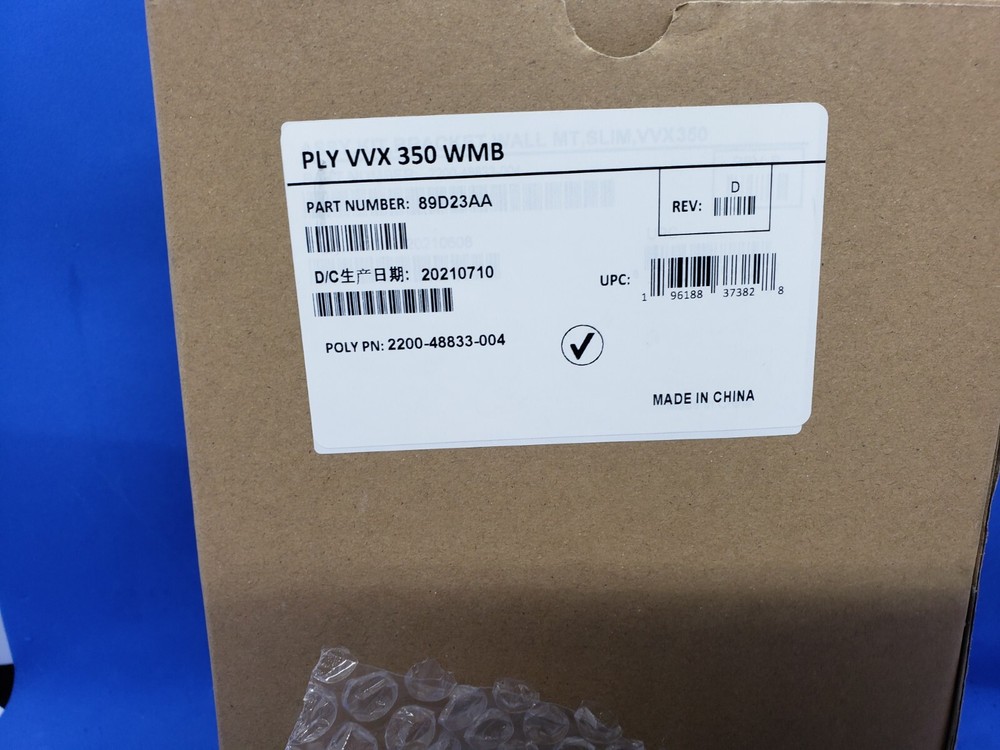 PLY VVX 350 WMB
PART NUMBER: 89D23AA
D
REV:
D/C生产日期: 20210710
UPC:
1 96188 37382 8
POLY PN: 2200-48833-004
MADE IN CHINA